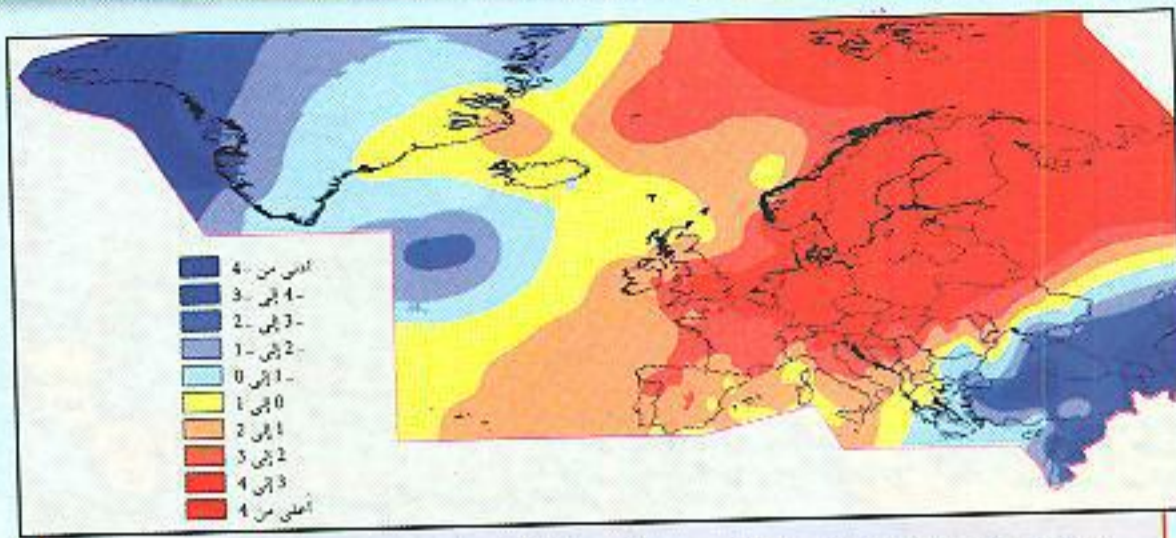 أدنى من -4
-4 إلى -3
-3 إلى -2
-2 إلى -1
-1 إلى 0
0 إلى 1
1 إلى 2
2 إلى 3
3 إلى 4
أعلى من 4